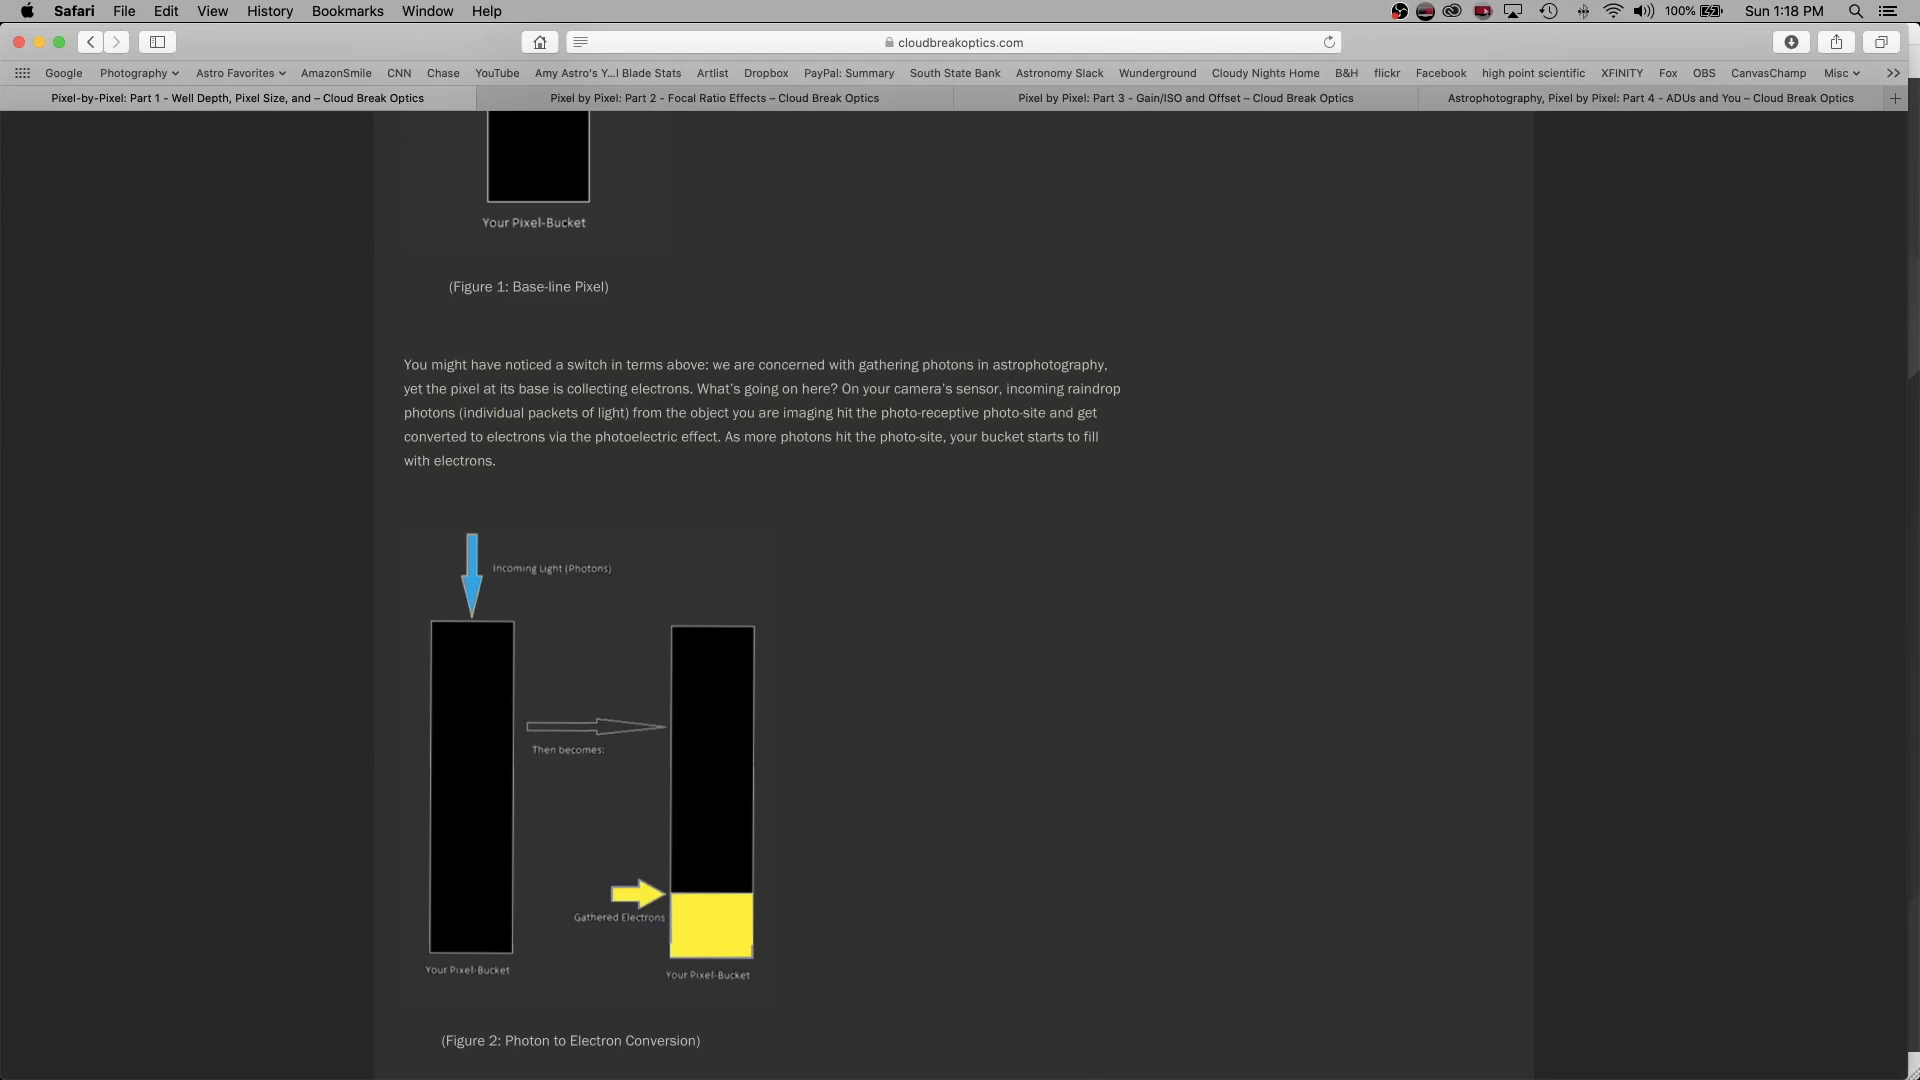 Safari File Edit View History Bookmarks Window Help 100% Sun 1:18 PM
cloudbreakoptics.com
Google Photography Astro Favorites AmazonSmile CNN Chase YouTube Amy Astro's Y...l Blade Stats Artlist Dropbox PayPal: Summary South State Bank Astronomy Slack Wunderground Cloudy Nights Home B&H flickr Facebook high point scientific XFINITY Fox OBS CanvasChamp Misc
Pixel-by-Pixel: Part 1 - Well Depth, Pixel Size, and – Cloud Break Optics Pixel by Pixel: Part 2 - Focal Ratio Effects – Cloud Break Optics Pixel by Pixel: Part 3 - Gain/ISO and Offset – Cloud Break Optics Astrophotography, Pixel by Pixel: Part 4 - ADUs and You – Cloud Break Optics
Your Pixel-Bucket
(Figure 1: Base-line Pixel)
You might have noticed a switch in terms above: we are concerned with gathering photons in astrophotography,
yet the pixel at its base is collecting electrons. What's going on here? On your camera's sensor, incoming raindrop
photons (individual packets of light) from the object you are imaging hit the photo-receptive photo-site and get
converted to electrons via the photoelectric effect. As more photons hit the photo-site, your bucket starts to fill
with electrons.
Incoming Light (Photons)
Then becomes:
Gathered Electrons
Your Pixel-Bucket
Your Pixel-Bucket
(Figure 2: Photon to Electron Conversion)